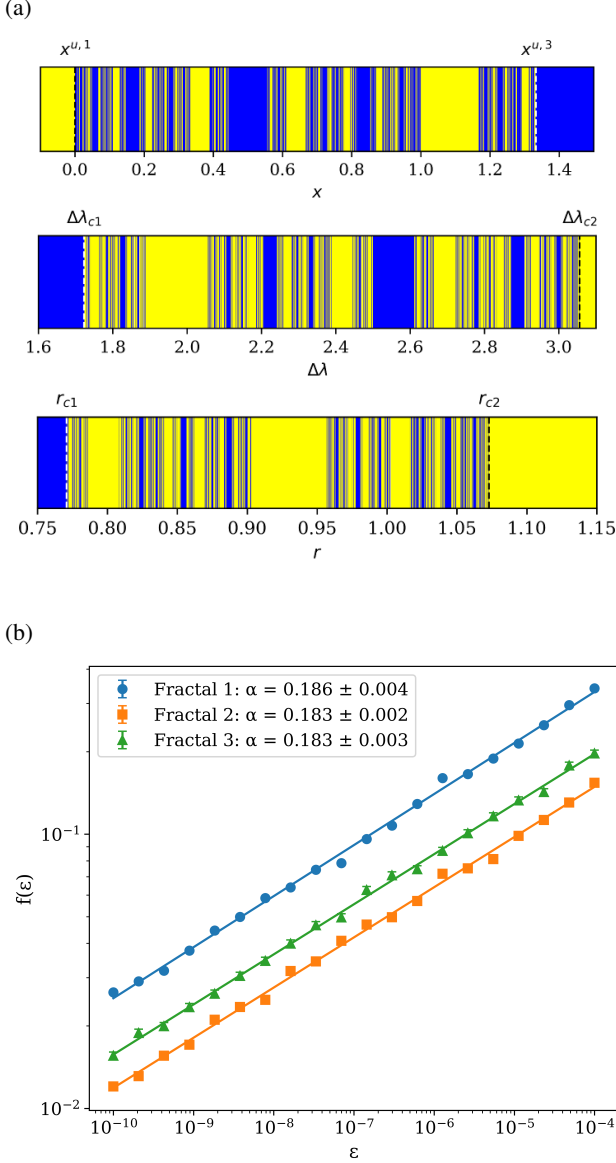 (a)
x^{u,1} x^{u,3}
0.0 0.2 0.4 0.6 0.8 1.0 1.2 1.4
x
Δλ_{c1} Δλ_{c2}
1.6 1.8 2.0 2.2 2.4 2.6 2.8 3.0
Δλ
r_{c1} r_{c2}
0.75 0.80 0.85 0.90 0.95 1.00 1.05 1.10 1.15
r
(b)
Fractal 1: α = 0.186 ± 0.004
Fractal 2: α = 0.183 ± 0.002
Fractal 3: α = 0.183 ± 0.003
10^{-1}
f(ε)
10^{-2}
10^{-10} 10^{-9} 10^{-8} 10^{-7} 10^{-6} 10^{-5} 10^{-4}
ε